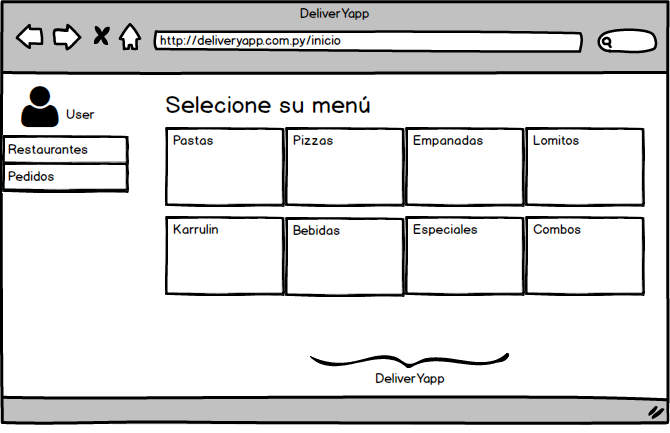 DeliverYapp
http://deliveryapp.com.py/inicio
User
Restaurantes
Pedidos
Selecione su menú
Pastas
Pizzas
Empanadas
Lomitos
Karrulin
Bebidas
Especiales
Combos
DeliverYapp